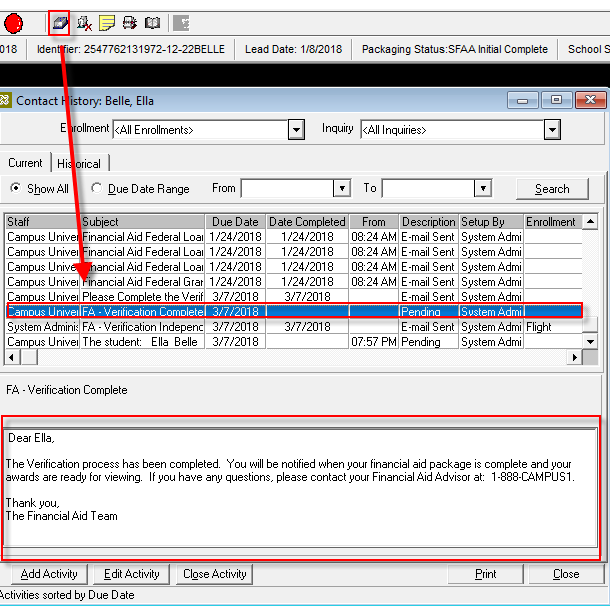 018 Identifier: 2547762131972-12-22BELLE Lead Date: 1/8/2018 Packaging Status:SFAA Initial Complete School S
Contact History: Belle, Ella
Enrollment <All Enrollments> Inquiry <All Inquiries>
Current Historical
Show All Due Date Range From To Search
Staff Subject Due Date Date Completed From Description Setup By Enrollment
Campus Univer Financial Aid Federal Loar 1/24/2018 1/24/2018 08:24 AM E-mail Sent System Admi
Campus Univer Financial Aid Federal Loar 1/24/2018 1/24/2018 08:24 AM E-mail Sent System Admi
Campus Univer Financial Aid Federal Loar 1/24/2018 1/24/2018 08:24 AM E-mail Sent System Admi
Campus Univer Financial Aid Federal Grar 1/24/2018 1/24/2018 08:24 AM E-mail Sent System Admi
Campus Univer Please Complete the Verif 3/7/2018 3/7/2018 E-mail Sent System Admi
Campus Univer FA - Verification Complete 3/7/2018 Pending System Admi
System Adminis FA - Verification Independ 3/7/2018 3/7/2018 E-mail Sent System Admi Flight
Campus Univer The student: Ella Belle 3/7/2018 07:57 PM Pending System Admi
FA - Verification Complete
Dear Ella,
The Verification process has been completed. You will be notified when your financial aid package is complete and your
awards are ready for viewing. If you have any questions, please contact your Financial Aid Advisor at: 1-888-CAMPUS1.
Thank you,
The Financial Aid Team
Add Activity Edit Activity Close Activity Print Close
Activities sorted by Due Date